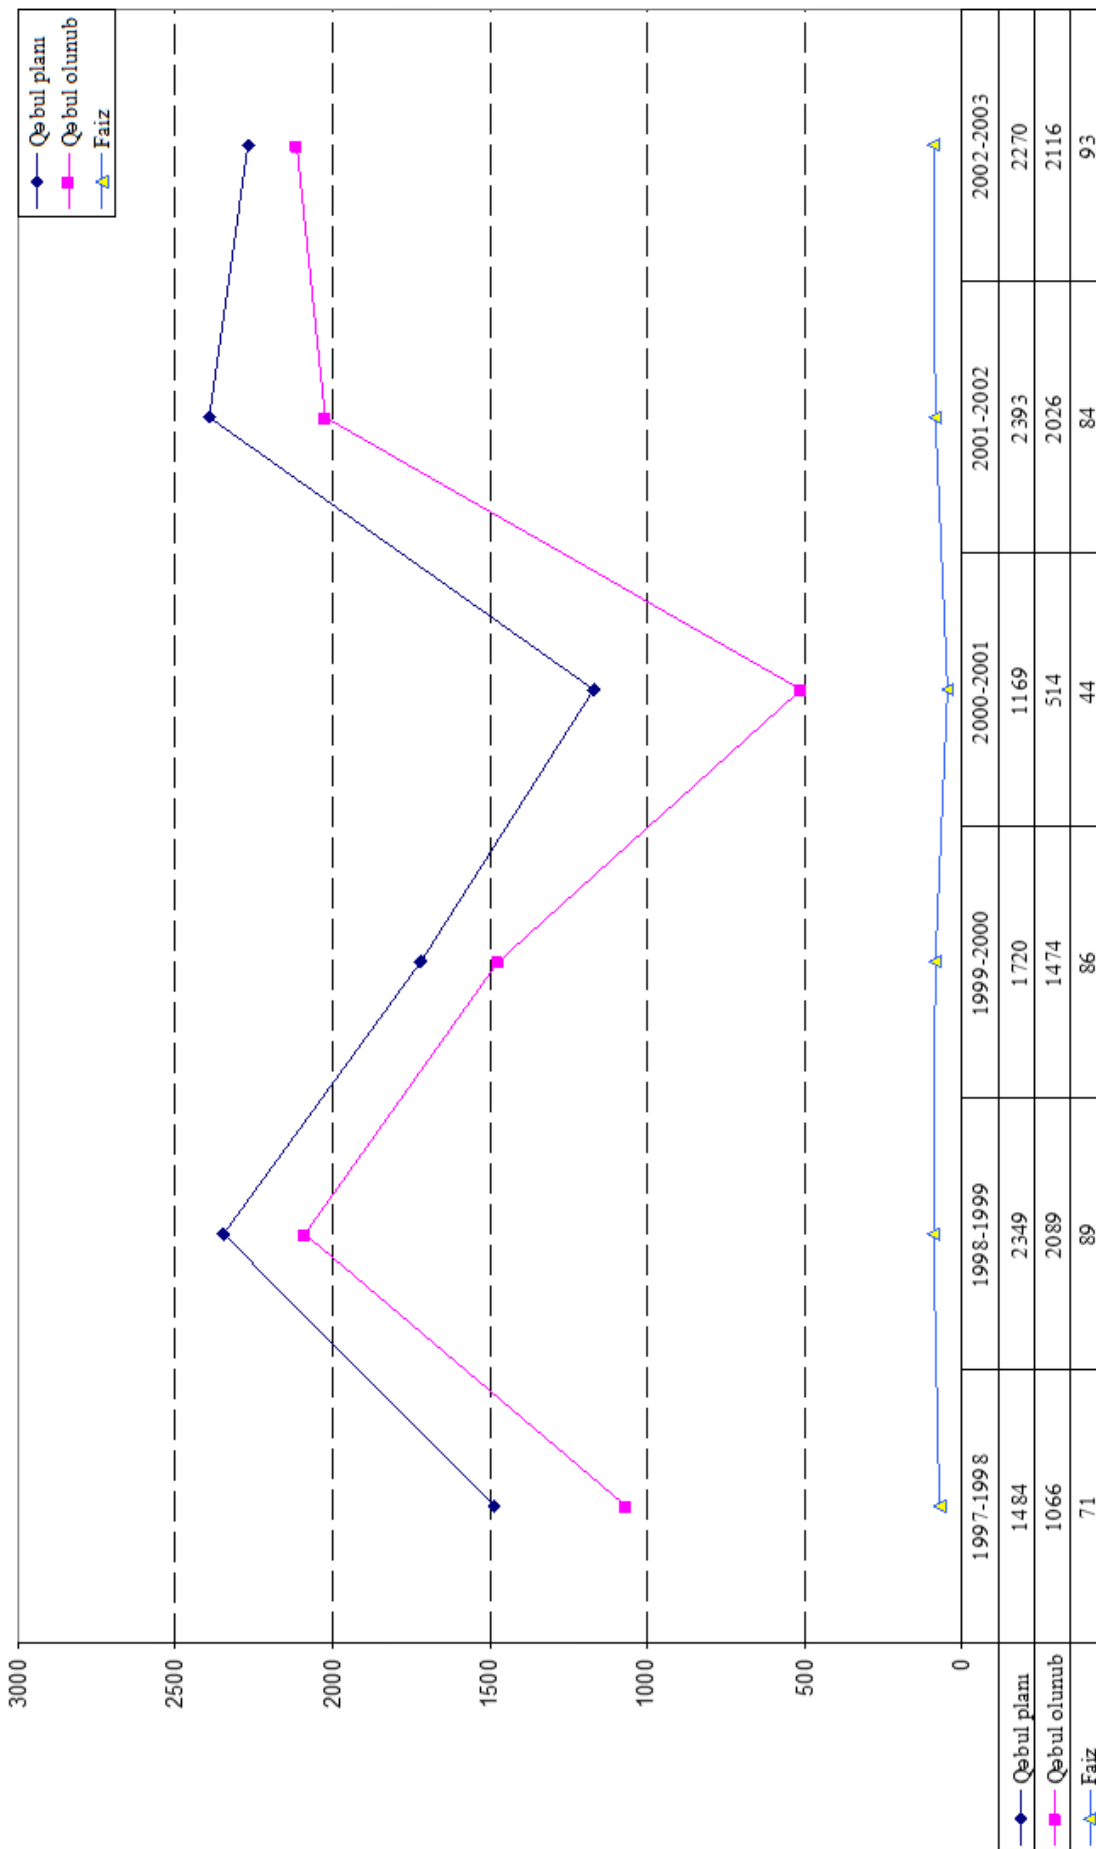 Qəbul planı
Qəbul olunub
Faiz
3000
2500
2000
1500
1000
500
0
1997-1998 1998-1999 1999-2000 2000-2001 2001-2002 2002-2003
Qəbul planı 1484 2349 1720 1169 2393 2270
Qəbul olunub 1066 2089 1474 514 2026 2116
Faiz 71 89 86 44 84 93